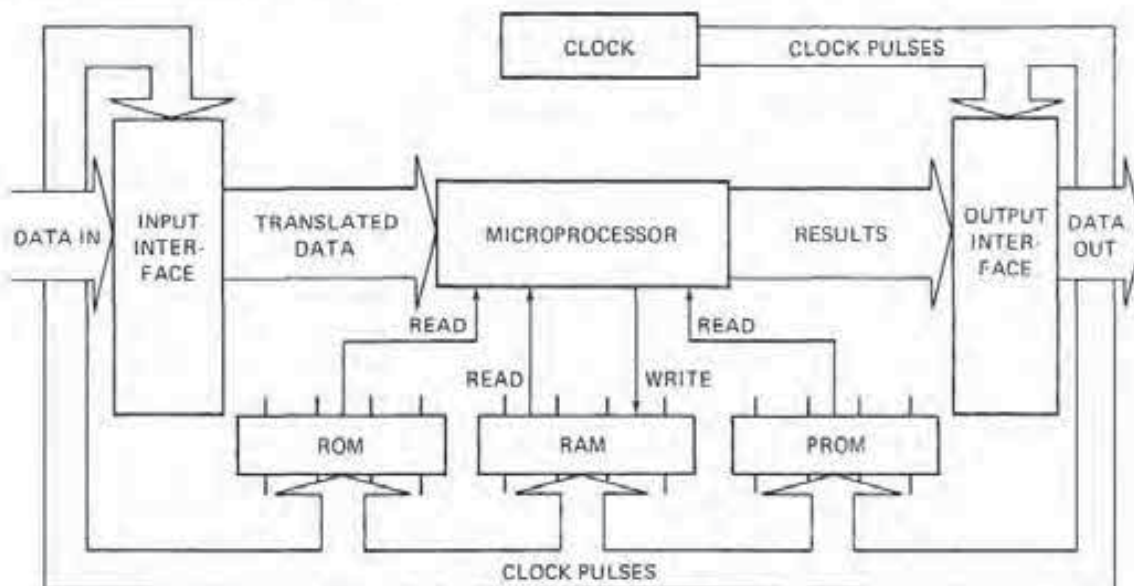 CLOCK
CLOCK PULSES
DATA IN
INPUT
INTER-
FACE
TRANSLATED
DATA
MICROPROCESSOR
RESULTS
OUTPUT
INTER-
FACE
DATA
OUT
READ
READ
READ
WRITE
ROM
RAM
PROM
CLOCK PULSES